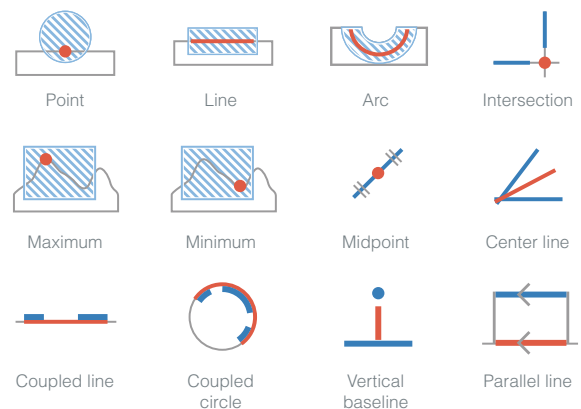 Point
Line
Arc
Intersection
Maximum
Minimum
Midpoint
Center line
Coupled line
Coupled
circle
Vertical
baseline
Parallel line